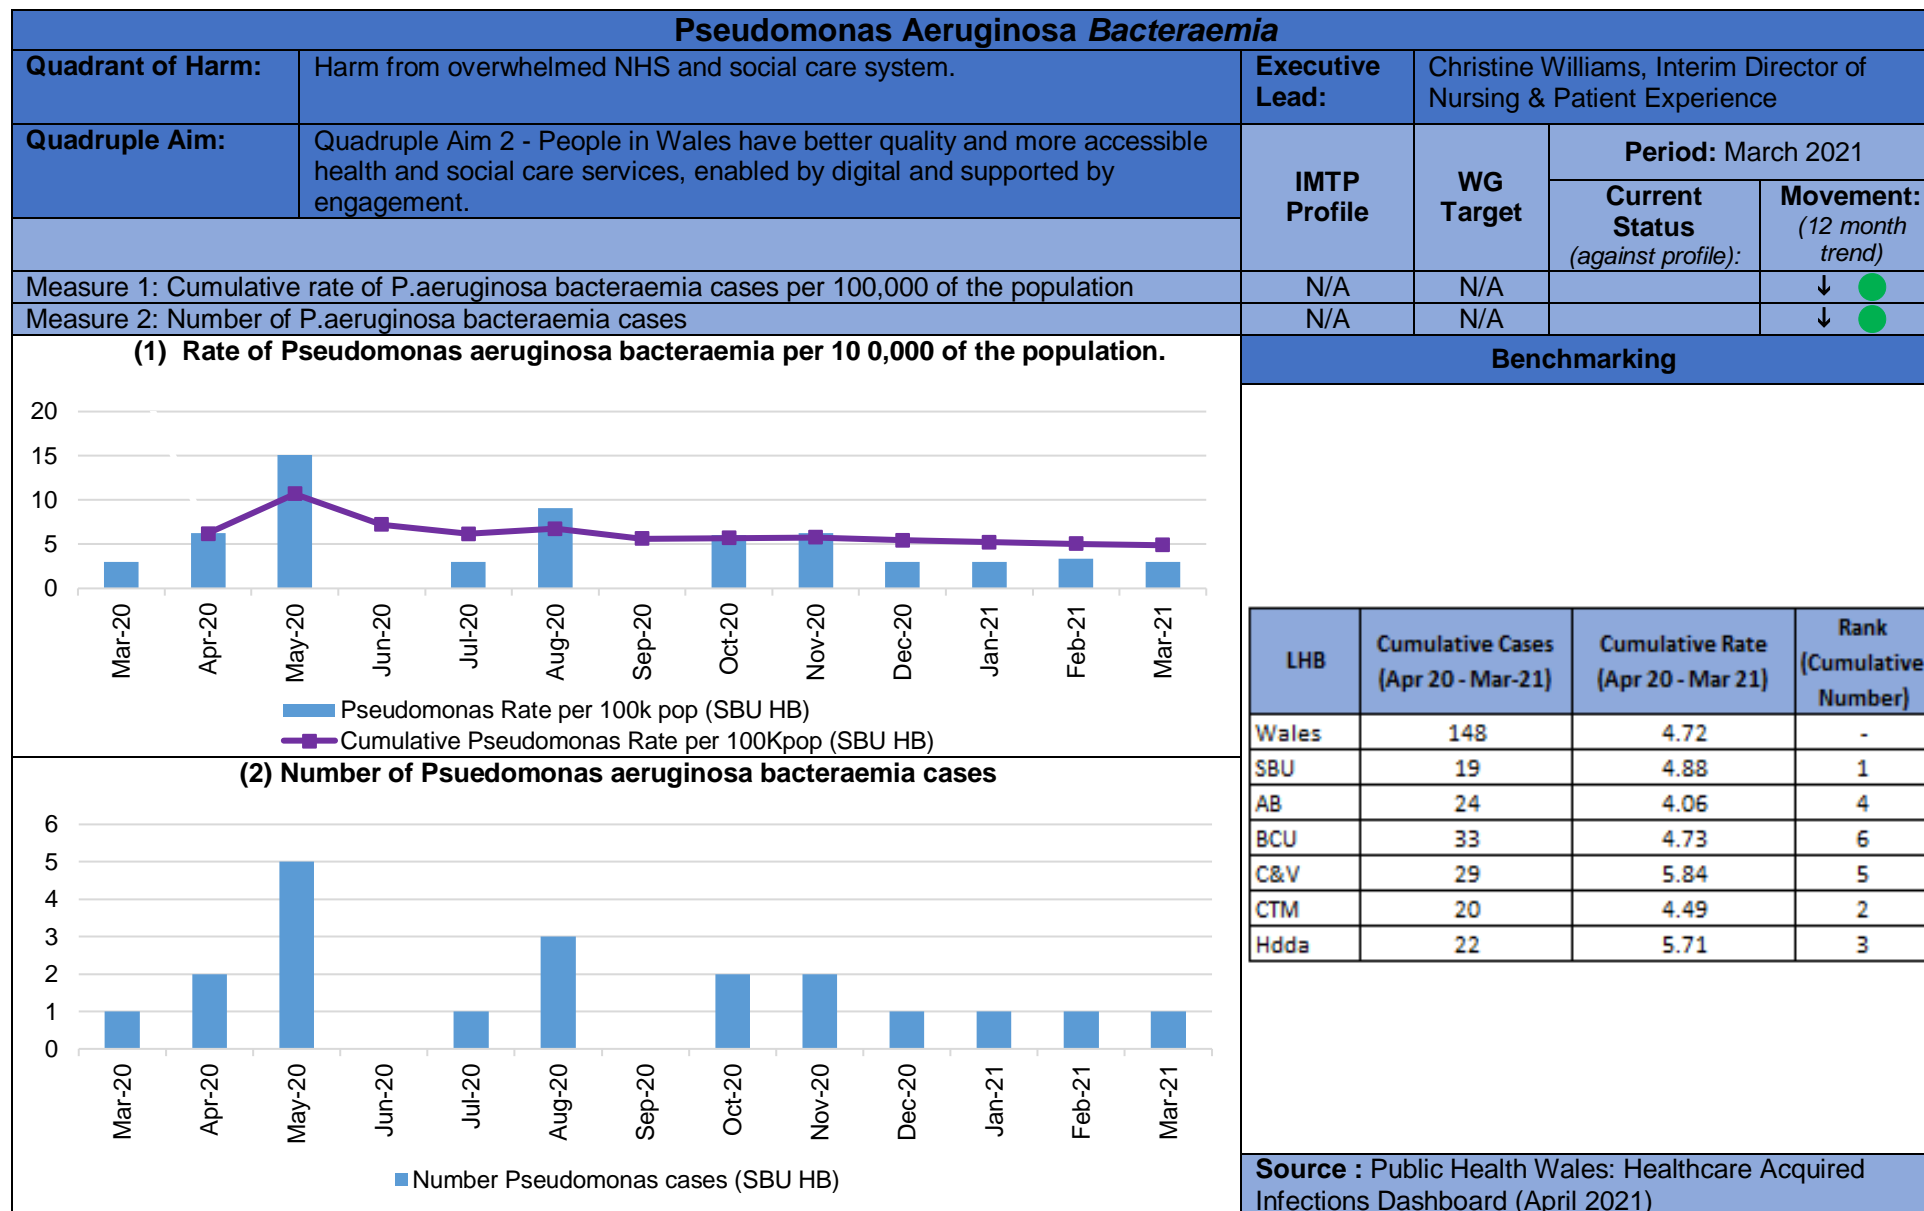 Pseudomonas Aeruginosa Bacteraemia
Quadrant of Harm:
Harm from overwhelmed NHS and social care system.
Executive
Lead:
Christine Williams, Interim Director of
Nursing & Patient Experience
Quadruple Aim:
Quadruple Aim 2 - People in Wales have better quality and more accessible
health and social care services, enabled by digital and supported by
engagement.
IMTP
Profile
WG
Target
Period: March 2021
Current
Status
(against profile):
Movement:
(12 month
trend)
Measure 1: Cumulative rate of P.aeruginosa bacteraemia cases per 100,000 of the population
N/A
N/A
↓
Measure 2: Number of P.aeruginosa bacteraemia cases
N/A
N/A
↓
(1) Rate of Pseudomonas aeruginosa bacteraemia per 10 0,000 of the population.
20
15
10
5
0
Mar-20
Apr-20
May-20
Jun-20
Jul-20
Aug-20
Sep-20
Oct-20
Nov-20
Dec-20
Jan-21
Feb-21
Mar-21
Pseudomonas Rate per 100k pop (SBU HB)
Cumulative Pseudomonas Rate per 100Kpop (SBU HB)
(2) Number of Psuedomonas aeruginosa bacteraemia cases
6
5
4
3
2
1
0
Mar-20
Apr-20
May-20
Jun-20
Jul-20
Aug-20
Sep-20
Oct-20
Nov-20
Dec-20
Jan-21
Feb-21
Mar-21
Number Pseudomonas cases (SBU HB)
Benchmarking
LHB
Cumulative Cases
(Apr 20 - Mar-21)
Cumulative Rate
(Apr 20 - Mar 21)
Rank
(Cumulative
Number)
Wales 148 4.72 -
SBU 19 4.88 1
AB 24 4.06 4
BCU 33 4.73 6
C&V 29 5.84 5
CTM 20 4.49 2
Hdda 22 5.71 3
Source : Public Health Wales: Healthcare Acquired
Infections Dashboard (April 2021)